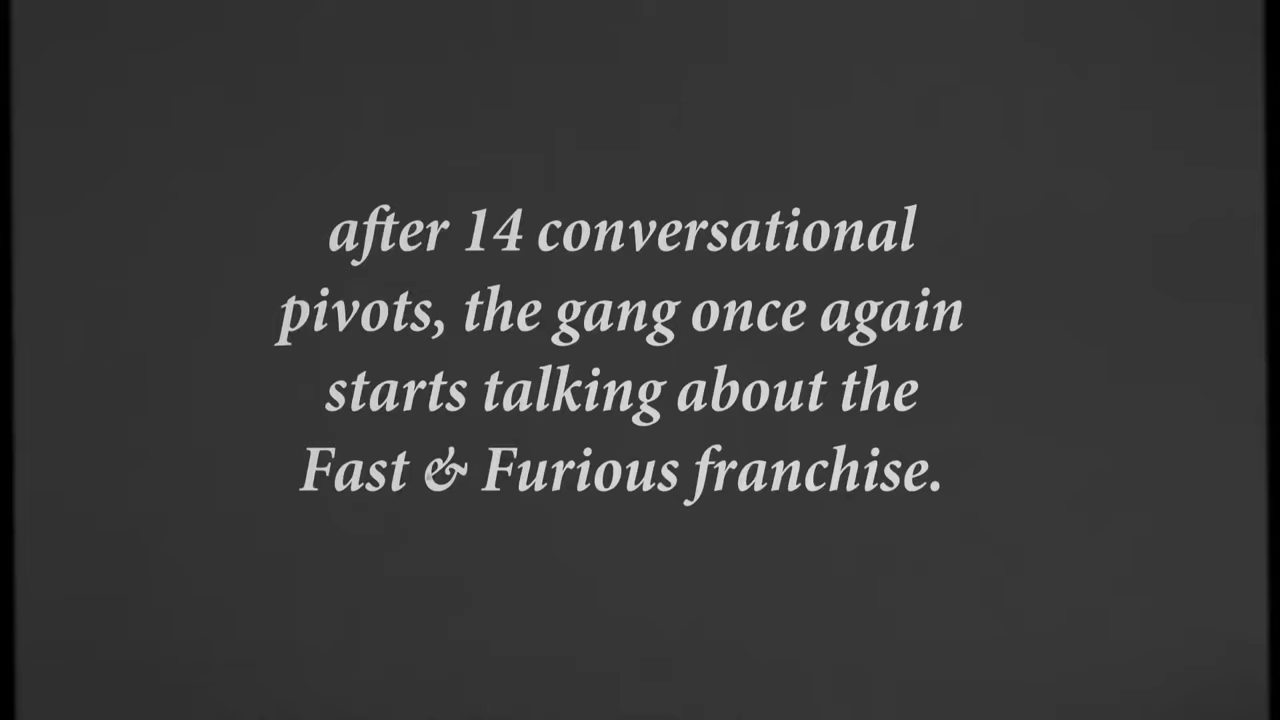 after 14 conversational
pivots, the gang once again
starts talking about the
Fast & Furious franchise.